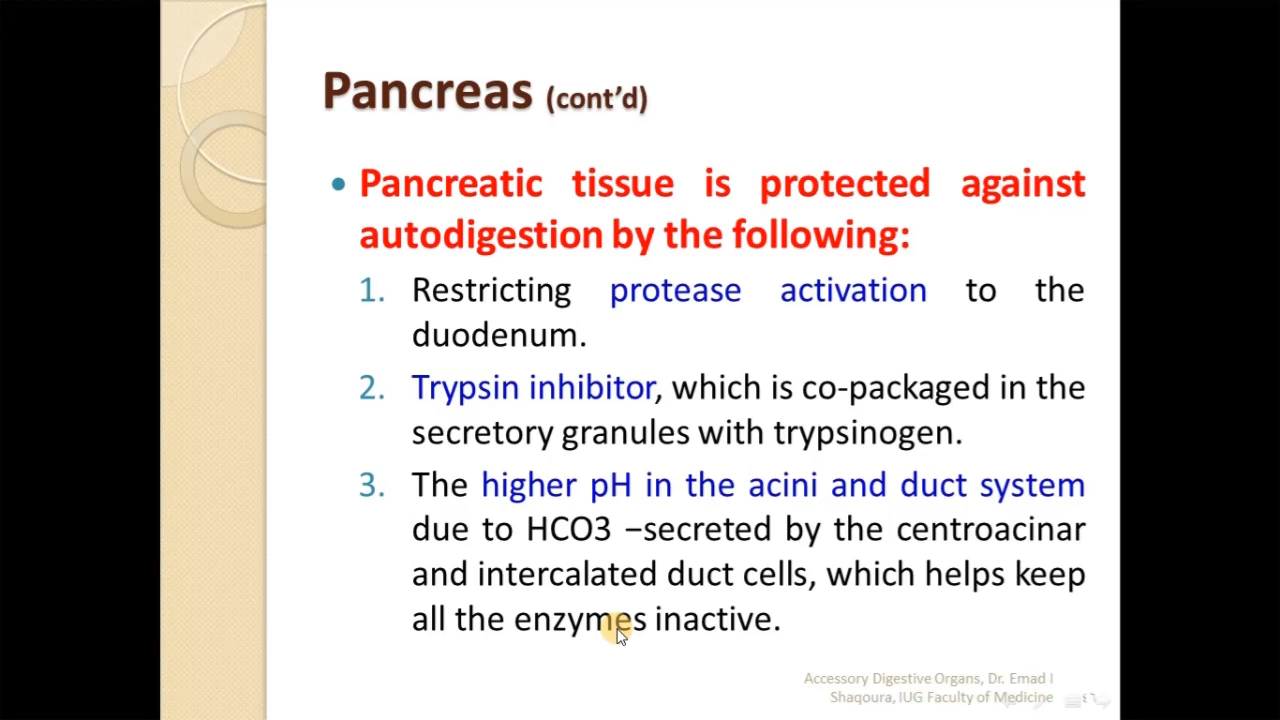 Pancreas (cont’d)
• Pancreatic tissue is protected against
autodigestion by the following:
1. Restricting protease activation to the
duodenum.
2. Trypsin inhibitor, which is co-packaged in the
secretory granules with trypsinogen.
3. The higher pH in the acini and duct system
due to HCO3 −secreted by the centroacinar
and intercalated duct cells, which helps keep
all the enzymes inactive.
Accessory Digestive Organs, Dr. Emad I
Shaqoura, IUG Faculty of Medicine